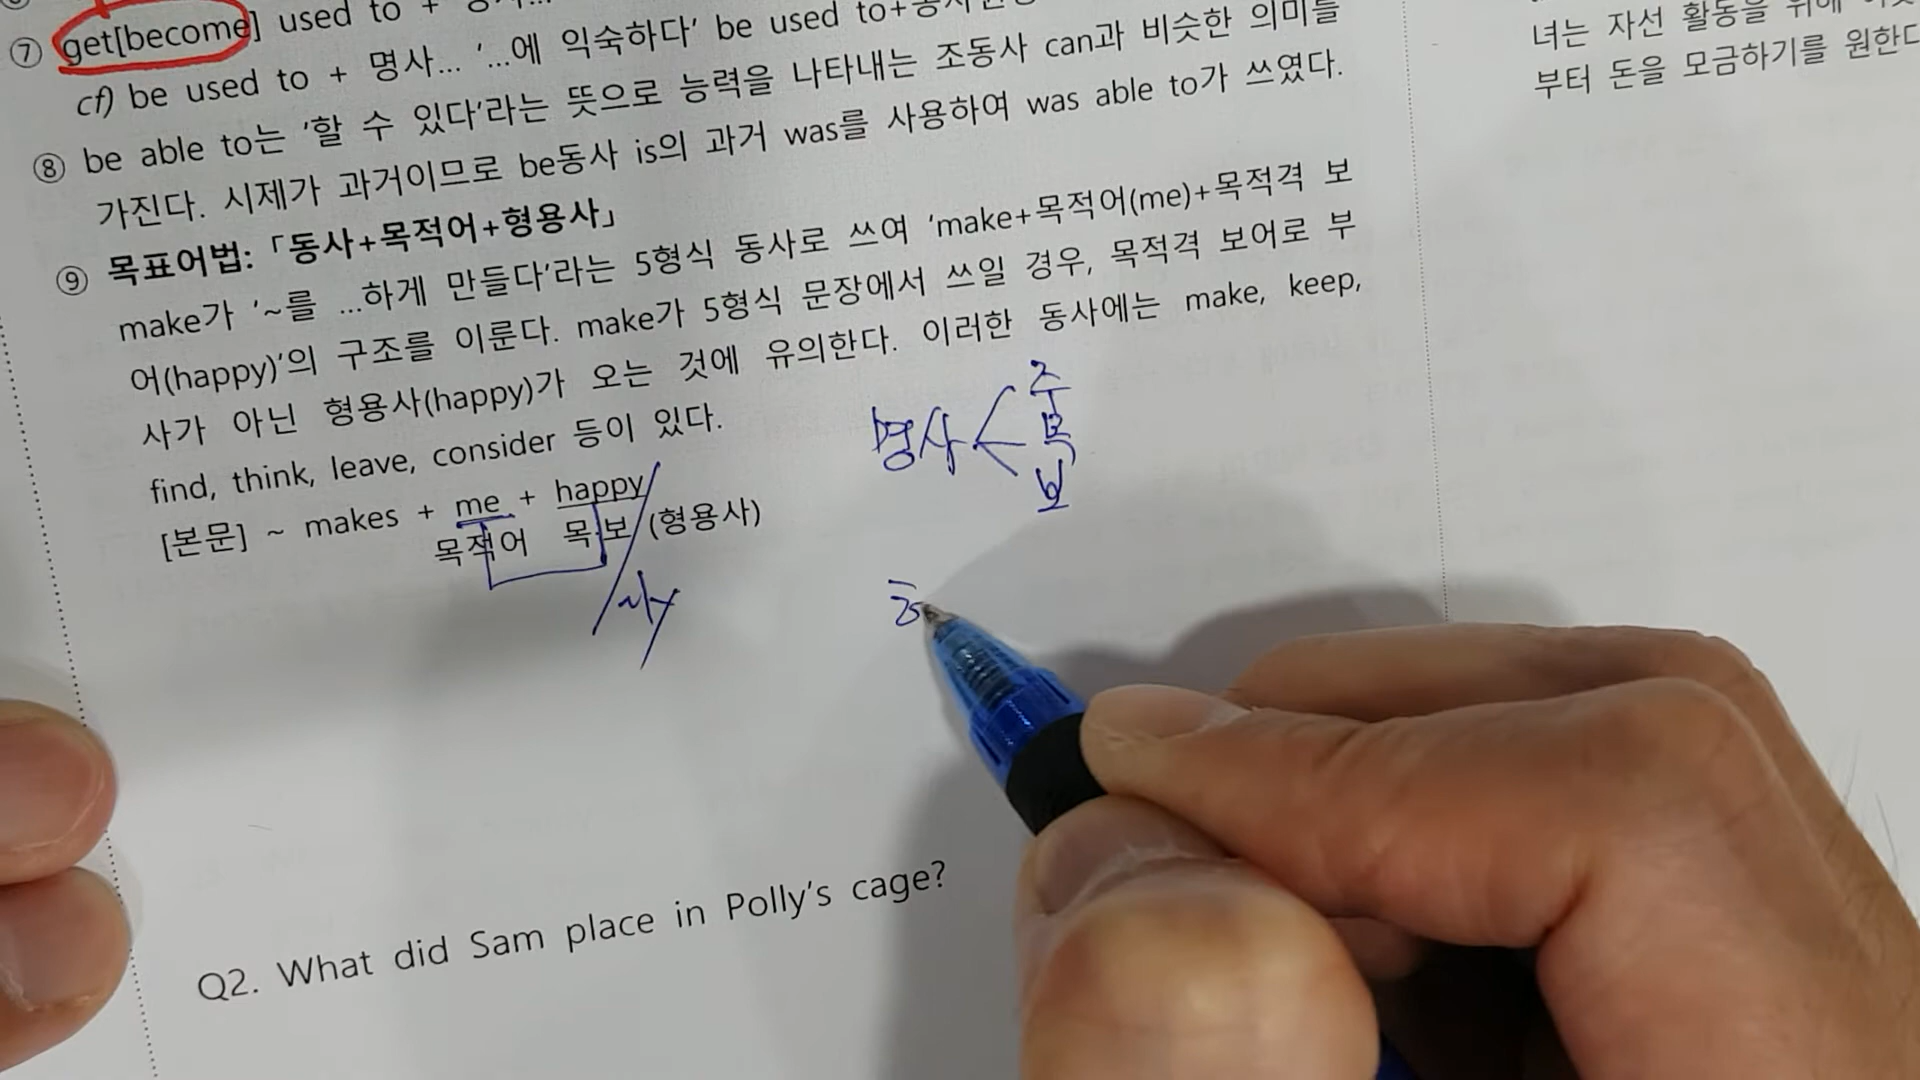 ⑦ get[become] used to +
cf) be used to + 명사... '...에 익숙하다' be used to+
⑧ be able to는 '할 수 있다'라는 뜻으로 능력을 나타내는 조동사 can과 비슷한 의미를
가진다. 시제가 과거이므로 be동사 is의 과거 was를 사용하여 was able to가 쓰였다.
⑨ 목표어법: 「동사+목적어+형용사」
make가 '~를 ...하게 만들다'라는 5형식 동사로 쓰여 'make+목적어(me)+목적격 보
어(happy)'의 구조를 이룬다. make가 5형식 문장에서 쓰일 경우, 목적격 보어로 부
사가 아닌 형용사(happy)가 오는 것에 유의한다. 이러한 동사에는 make, keep,
find, think, leave, consider 등이 있다.
[본문] ~ makes + me + happy
목적어 목·보 (형용사)
~ly
명사
주
목
보
Q2. What did Sam place in Polly's cage?
녀는 자선 활동을 위해
부터 돈을 모금하기를 원한다